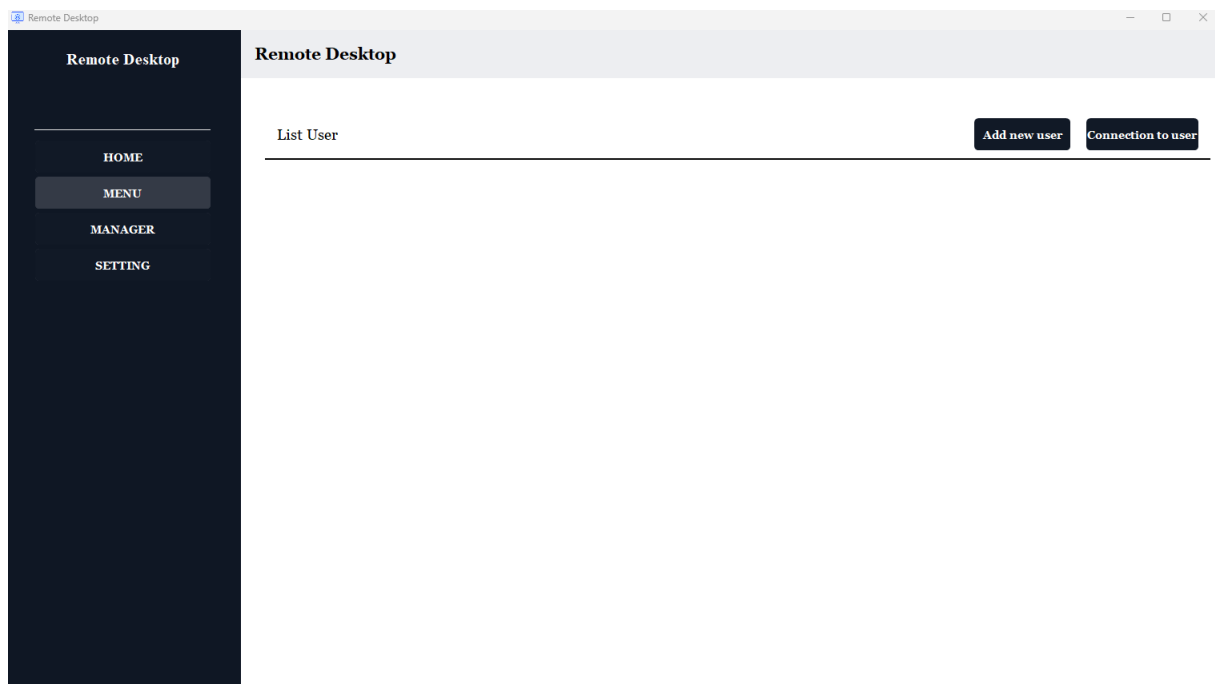 Remote Desktop
Remote Desktop
Remote Desktop
List User
Add new user
Connection to user
HOME
MENU
MANAGER
SETTING